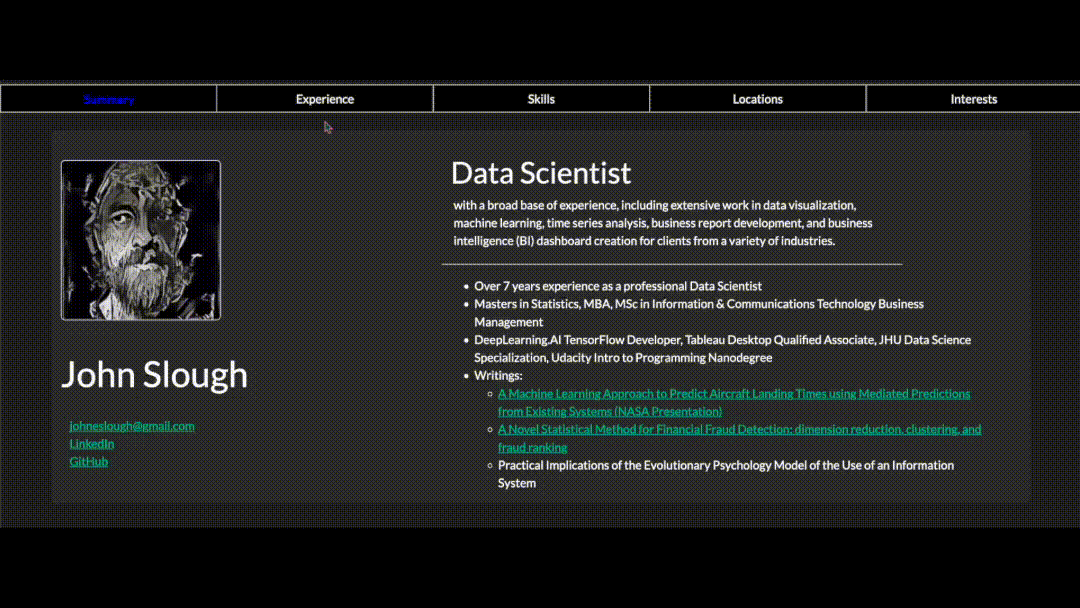 Summary
Experience
Skills
Locations
Interests
Data Scientist
with a broad base of experience, including extensive work in data visualization,
machine learning, time series analysis, business report development, and business
intelligence (BI) dashboard creation for clients from a variety of industries.
• Over 7 years experience as a professional Data Scientist
• Masters in Statistics, MBA, MSc in Information & Communications Technology Business
Management
• DeepLearning.AI TensorFlow Developer, Tableau Desktop Qualified Associate, JHU Data Science
Specialization, Udacity Intro to Programming Nanodegree
• Writings:
◦ A Machine Learning Approach to Predict Aircraft Landing Times using Mediated Predictions
from Existing Systems (NASA Presentation)
◦ A Novel Statistical Method for Financial Fraud Detection: dimension reduction, clustering, and
fraud ranking
◦ Practical Implications of the Evolutionary Psychology Model of the Use of an Information
System
John Slough
johneslough@gmail.com
LinkedIn
GitHub